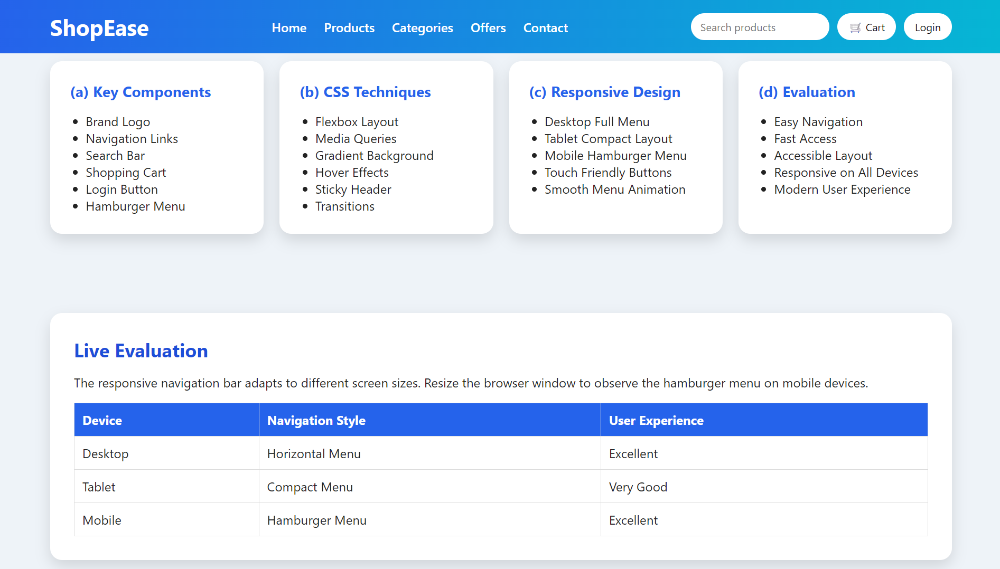 ShopEase
Home Products Categories Offers Contact
Search products
Cart
Login
(a) Key Components
Brand Logo
Navigation Links
Search Bar
Shopping Cart
Login Button
Hamburger Menu
(b) CSS Techniques
Flexbox Layout
Media Queries
Gradient Background
Hover Effects
Sticky Header
Transitions
(c) Responsive Design
Desktop Full Menu
Tablet Compact Layout
Mobile Hamburger Menu
Touch Friendly Buttons
Smooth Menu Animation
(d) Evaluation
Easy Navigation
Fast Access
Accessible Layout
Responsive on All Devices
Modern User Experience
Live Evaluation
The responsive navigation bar adapts to different screen sizes. Resize the browser window to observe the hamburger menu on mobile devices.
Device Navigation Style User Experience
Desktop Horizontal Menu Excellent
Tablet Compact Menu Very Good
Mobile Hamburger Menu Excellent